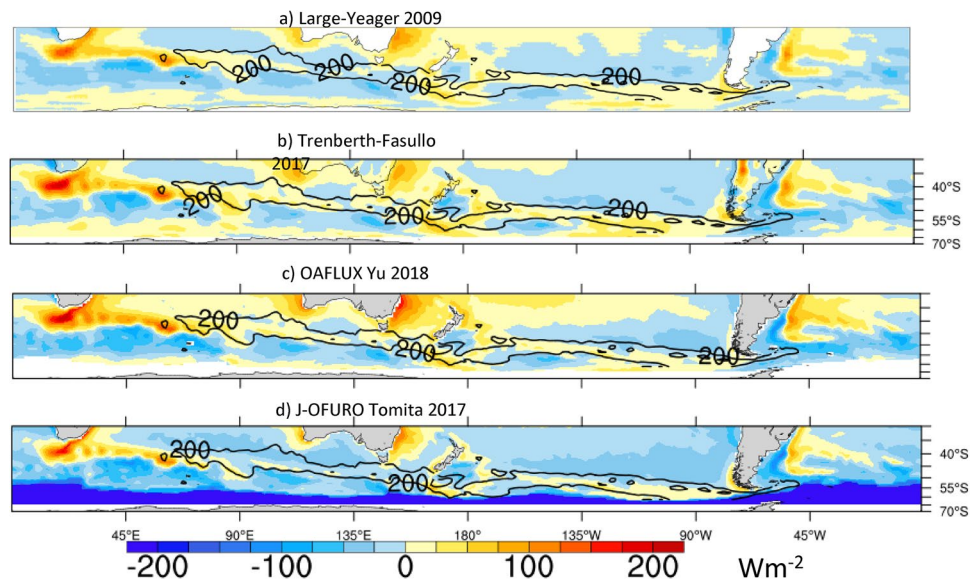 a) Large-Yeager 2009
200 200 200 200
b) Trenberth-Fasullo
2017
200 200 200
40°S
55°S
70°S
c) OAFLUX Yu 2018
200 200 200
d) J-OFURO Tomita 2017
200 200
40°S
55°S
70°S
45°E 90°E 135°E 180° 135°W 90°W 45°W
-200 -100 0 100 200 Wm-2